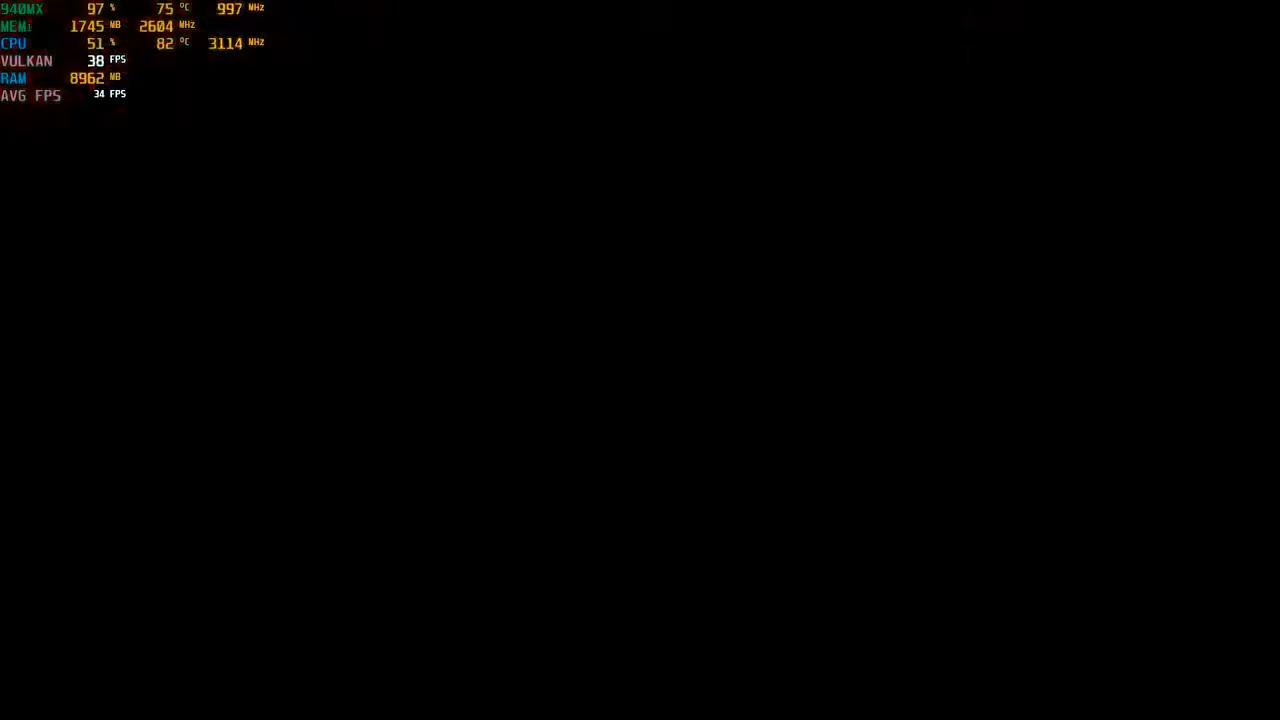 940MX 97 % 75 °C 997 MHz
MEM 1745 MB 2604 MHz
CPU 51 % 82 °C 3114 MHz
VULKAN 38 FPS
RAM 8962 MB
AVG FPS 34 FPS